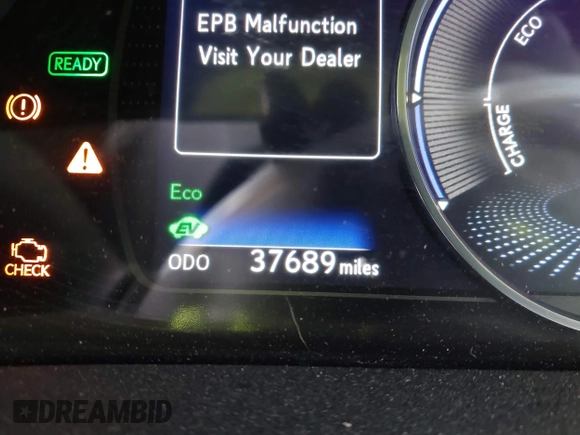 EPB Malfunction
Visit Your Dealer
READY
ECO
CHARGE
Eco
EV
CHECK
ODO 37689 miles
DREAMBID